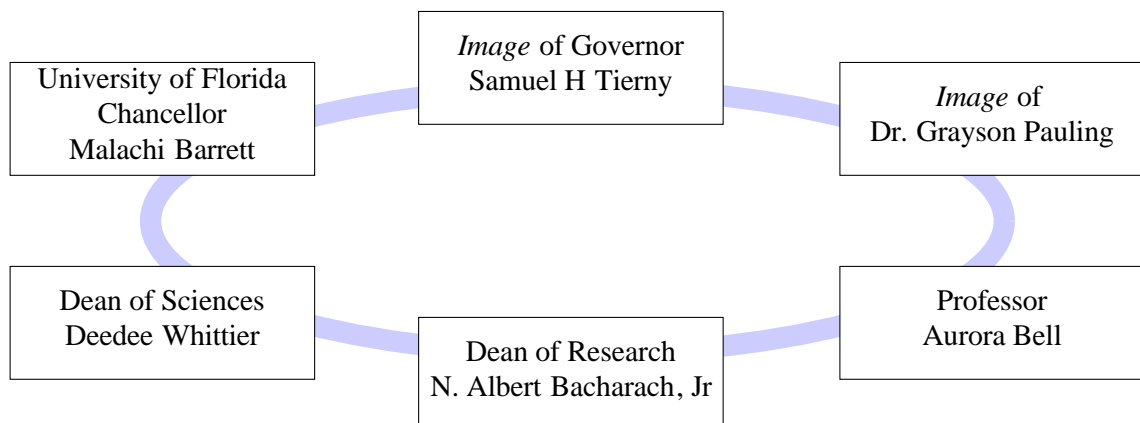 Image of Governor
Samuel H Tierny
University of Florida
Chancellor
Malachi Barrett
Image of
Dr. Grayson Pauling
Dean of Sciences
Deedee Whittier
Professor
Aurora Bell
Dean of Research
N. Albert Bacharach, Jr